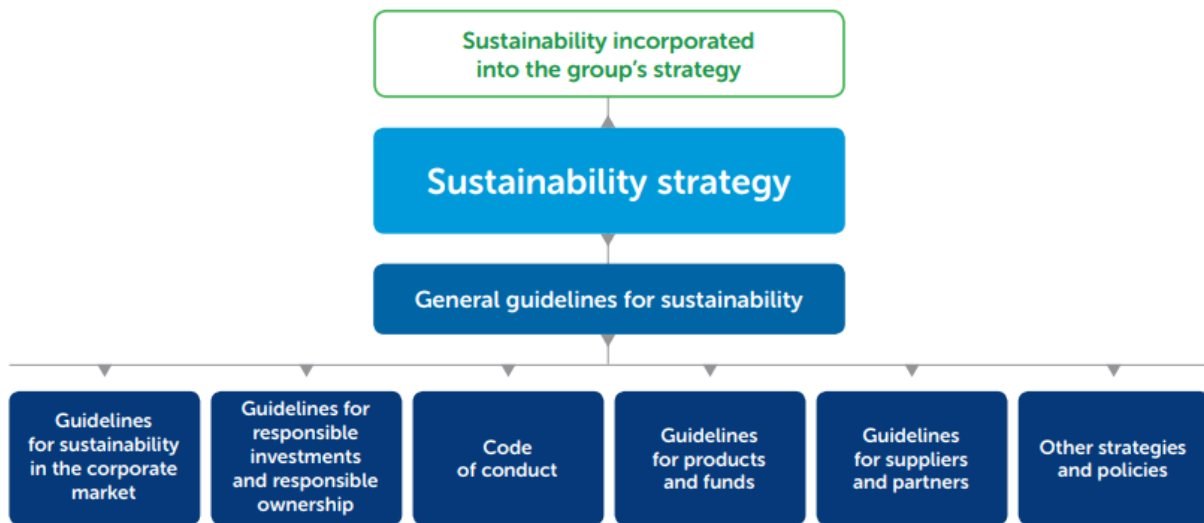 Sustainability incorporated
into the group's strategy
Sustainability strategy
General guidelines for sustainability
Guidelines
for sustainability
in the corporate
market
Guidelines for
responsible
investments
and responsible
ownership
Code
of conduct
Guidelines
for products
and funds
Guidelines
for suppliers
and partners
Other strategies
and policies